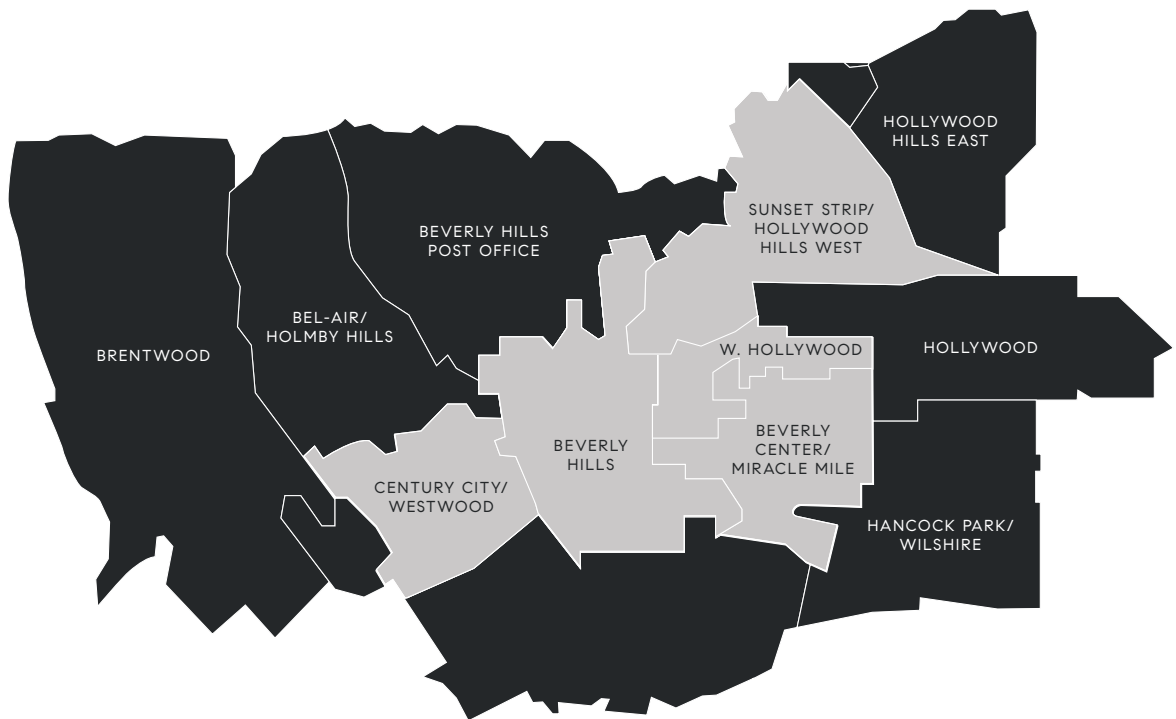 HOLLYWOOD
HILLS EAST
SUNSET STRIP/
HOLLYWOOD
HILLS WEST
BEVERLY HILLS
POST OFFICE
BEL-AIR/
HOLMBY HILLS
BRENTWOOD
W. HOLLYWOOD
HOLLYWOOD
BEVERLY
HILLS
BEVERLY
CENTER/
MIRACLE MILE
CENTURY CITY/
WESTWOOD
HANCOCK PARK/
WILSHIRE